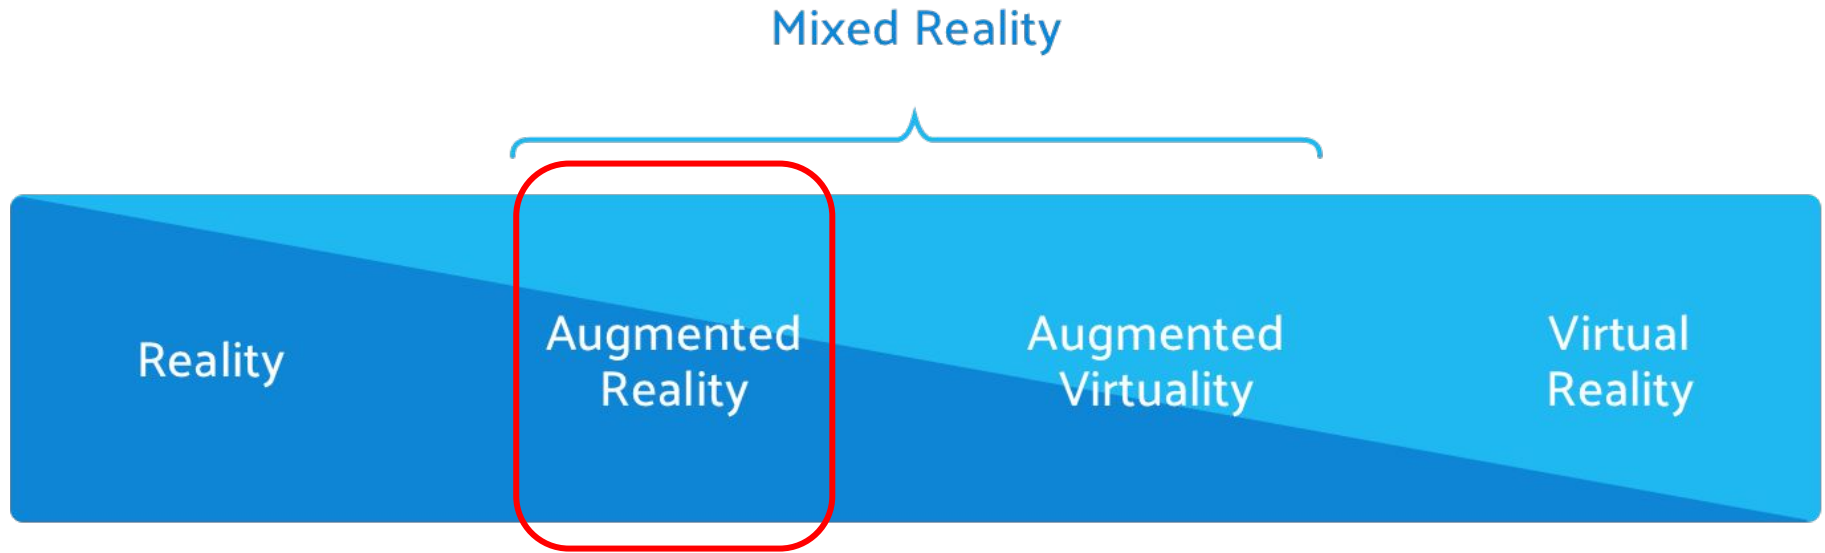 Mixed Reality
Reality
Augmented
Reality
Augmented
Virtuality
Virtual
Reality